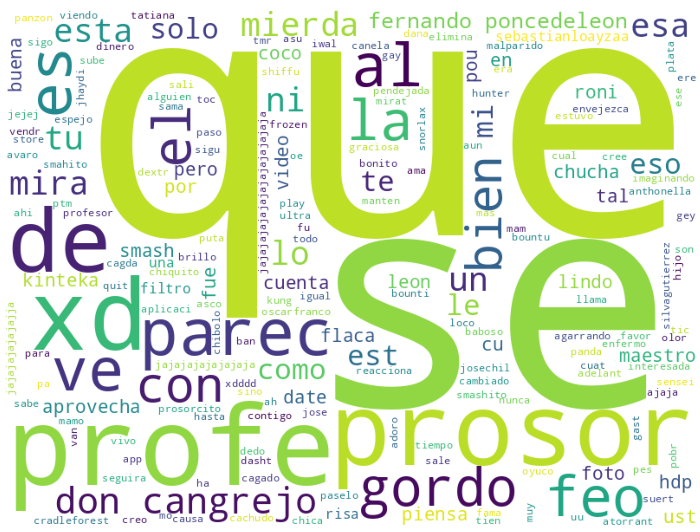 que
se
profe
prosor
de
xd
parec
la
al
es
el
feo
gordo
don cangrejo
con
ve
bien
lo
un
esta
solo
mierda
fernando
poncedeleon
esa
sebastianloayzaa
en
pou
mi
roni
chucha
eso
tal
te
ni
coco
tu
buena
mira
pero
por
video
smash
kinteka
filtro
una
fue
cuenta
como
est
leon
le
lindo
flaca
cu
maestro
date
aprovecha
foto
hdp
piensa
risa
ust
panzon
viendo
tatiana
dinero
asu
tmr
iwal
canela
gay
dana
elimina
malparido
era
plata
ere
ese
sigo
sube
jejej
jhaydi
espejo
sali
alguien
toc
shiffu
frozen
sama
paso
sigu
vendr
store
avaro
smahito
dextr
mirat
pendejada
hunter
envejezca
snorlax
graciosa
estuvo
cual
cree
imaginando
anthonella
gey
bonito
ama
aun
manten
mas
mam
bountu
jajajajajajajajajaja
oe
play
ultra
fu
todo
ptm
ahi
profesor
puta
cagda
brillo
chiquito
quit
asco
aplicaci
chibolo
kung
igual
oscarfranco
ban
xdddd
bounti
loco
baboso
llama
son
hijo
silvagutierrez
agarrando
favor
tic
enfermo
olor
panda
cuat
adelant
interesada
sensei
ajaja
reacciona
josechil
cambiado
smashito
nunca
jajajajajajajajja
jajajajajajajaja
para
pa
sabe
mamo
van
vivo
app
seguira
sino
prosorcito
hasta
ah
contigo
jose
dedo
dasht
cagado
ha
adoro
tiempo
sale
paselo
oyuco
pes
suert
gast
pobr
cradleforest
creo
mo
causa
cachudo
chica
fama
tien
muy
uu
atorrant